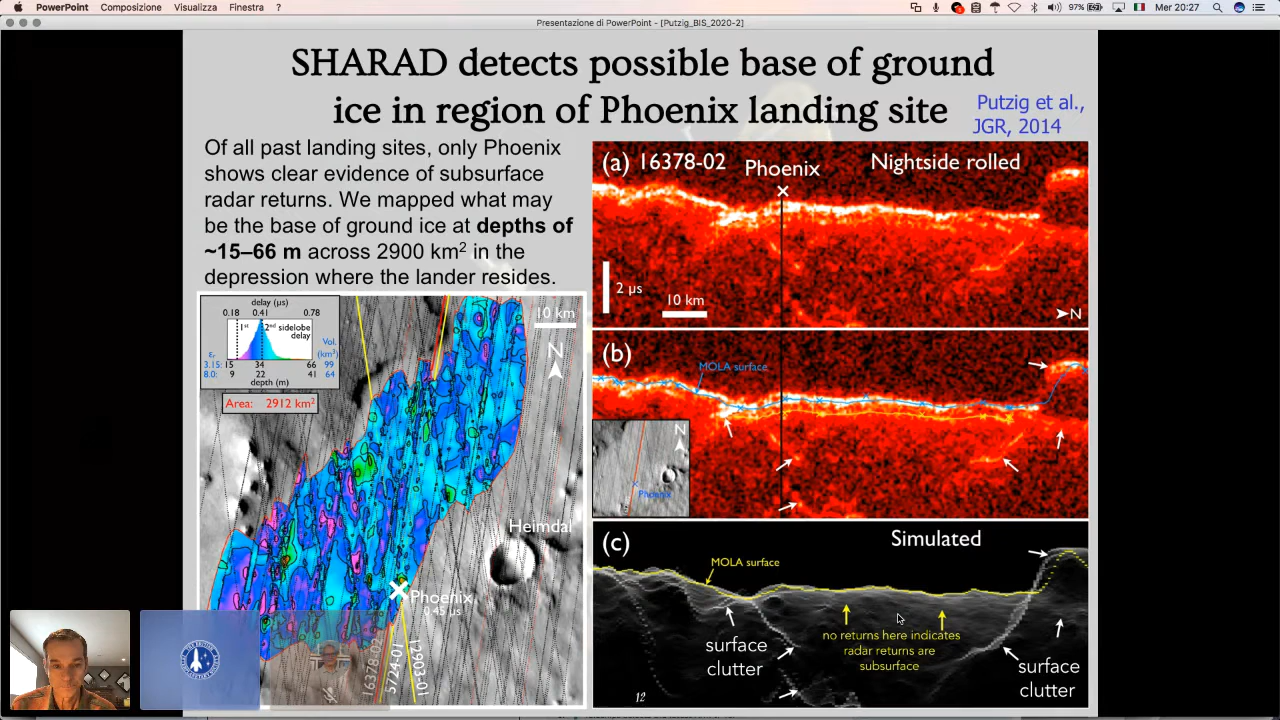 PowerPoint Composizione Visualizza Finestra ? 97% Mer 20:27
Presentazione di PowerPoint - [Putzig_BIS_2020-2]
SHARAD detects possible base of ground
ice in region of Phoenix landing site
Putzig et al.,
JGR, 2014
Of all past landing sites, only Phoenix
shows clear evidence of subsurface
radar returns. We mapped what may
be the base of ground ice at depths of
~15–66 m across 2900 km² in the
depression where the lander resides.
delay (µs)
0.18 0.41 0.78
1st 2nd sidelobe
delay
Vol.
εr (km³)
3.15: 15 34 66 99
8.0: 9 22 41 64
depth (m)
Area: 2912 km²
10 km
N
Heimdal
Phoenix
0.45 µs
16378-02
5724-01
12903-01
(a) 16378-02 Phoenix Nightside rolled
2 µs
10 km
N
(b)
MOLA surface
N
Phoenix
(c) Simulated
MOLA surface
surface
clutter
no returns here indicates
radar returns are
subsurface
surface
clutter
12